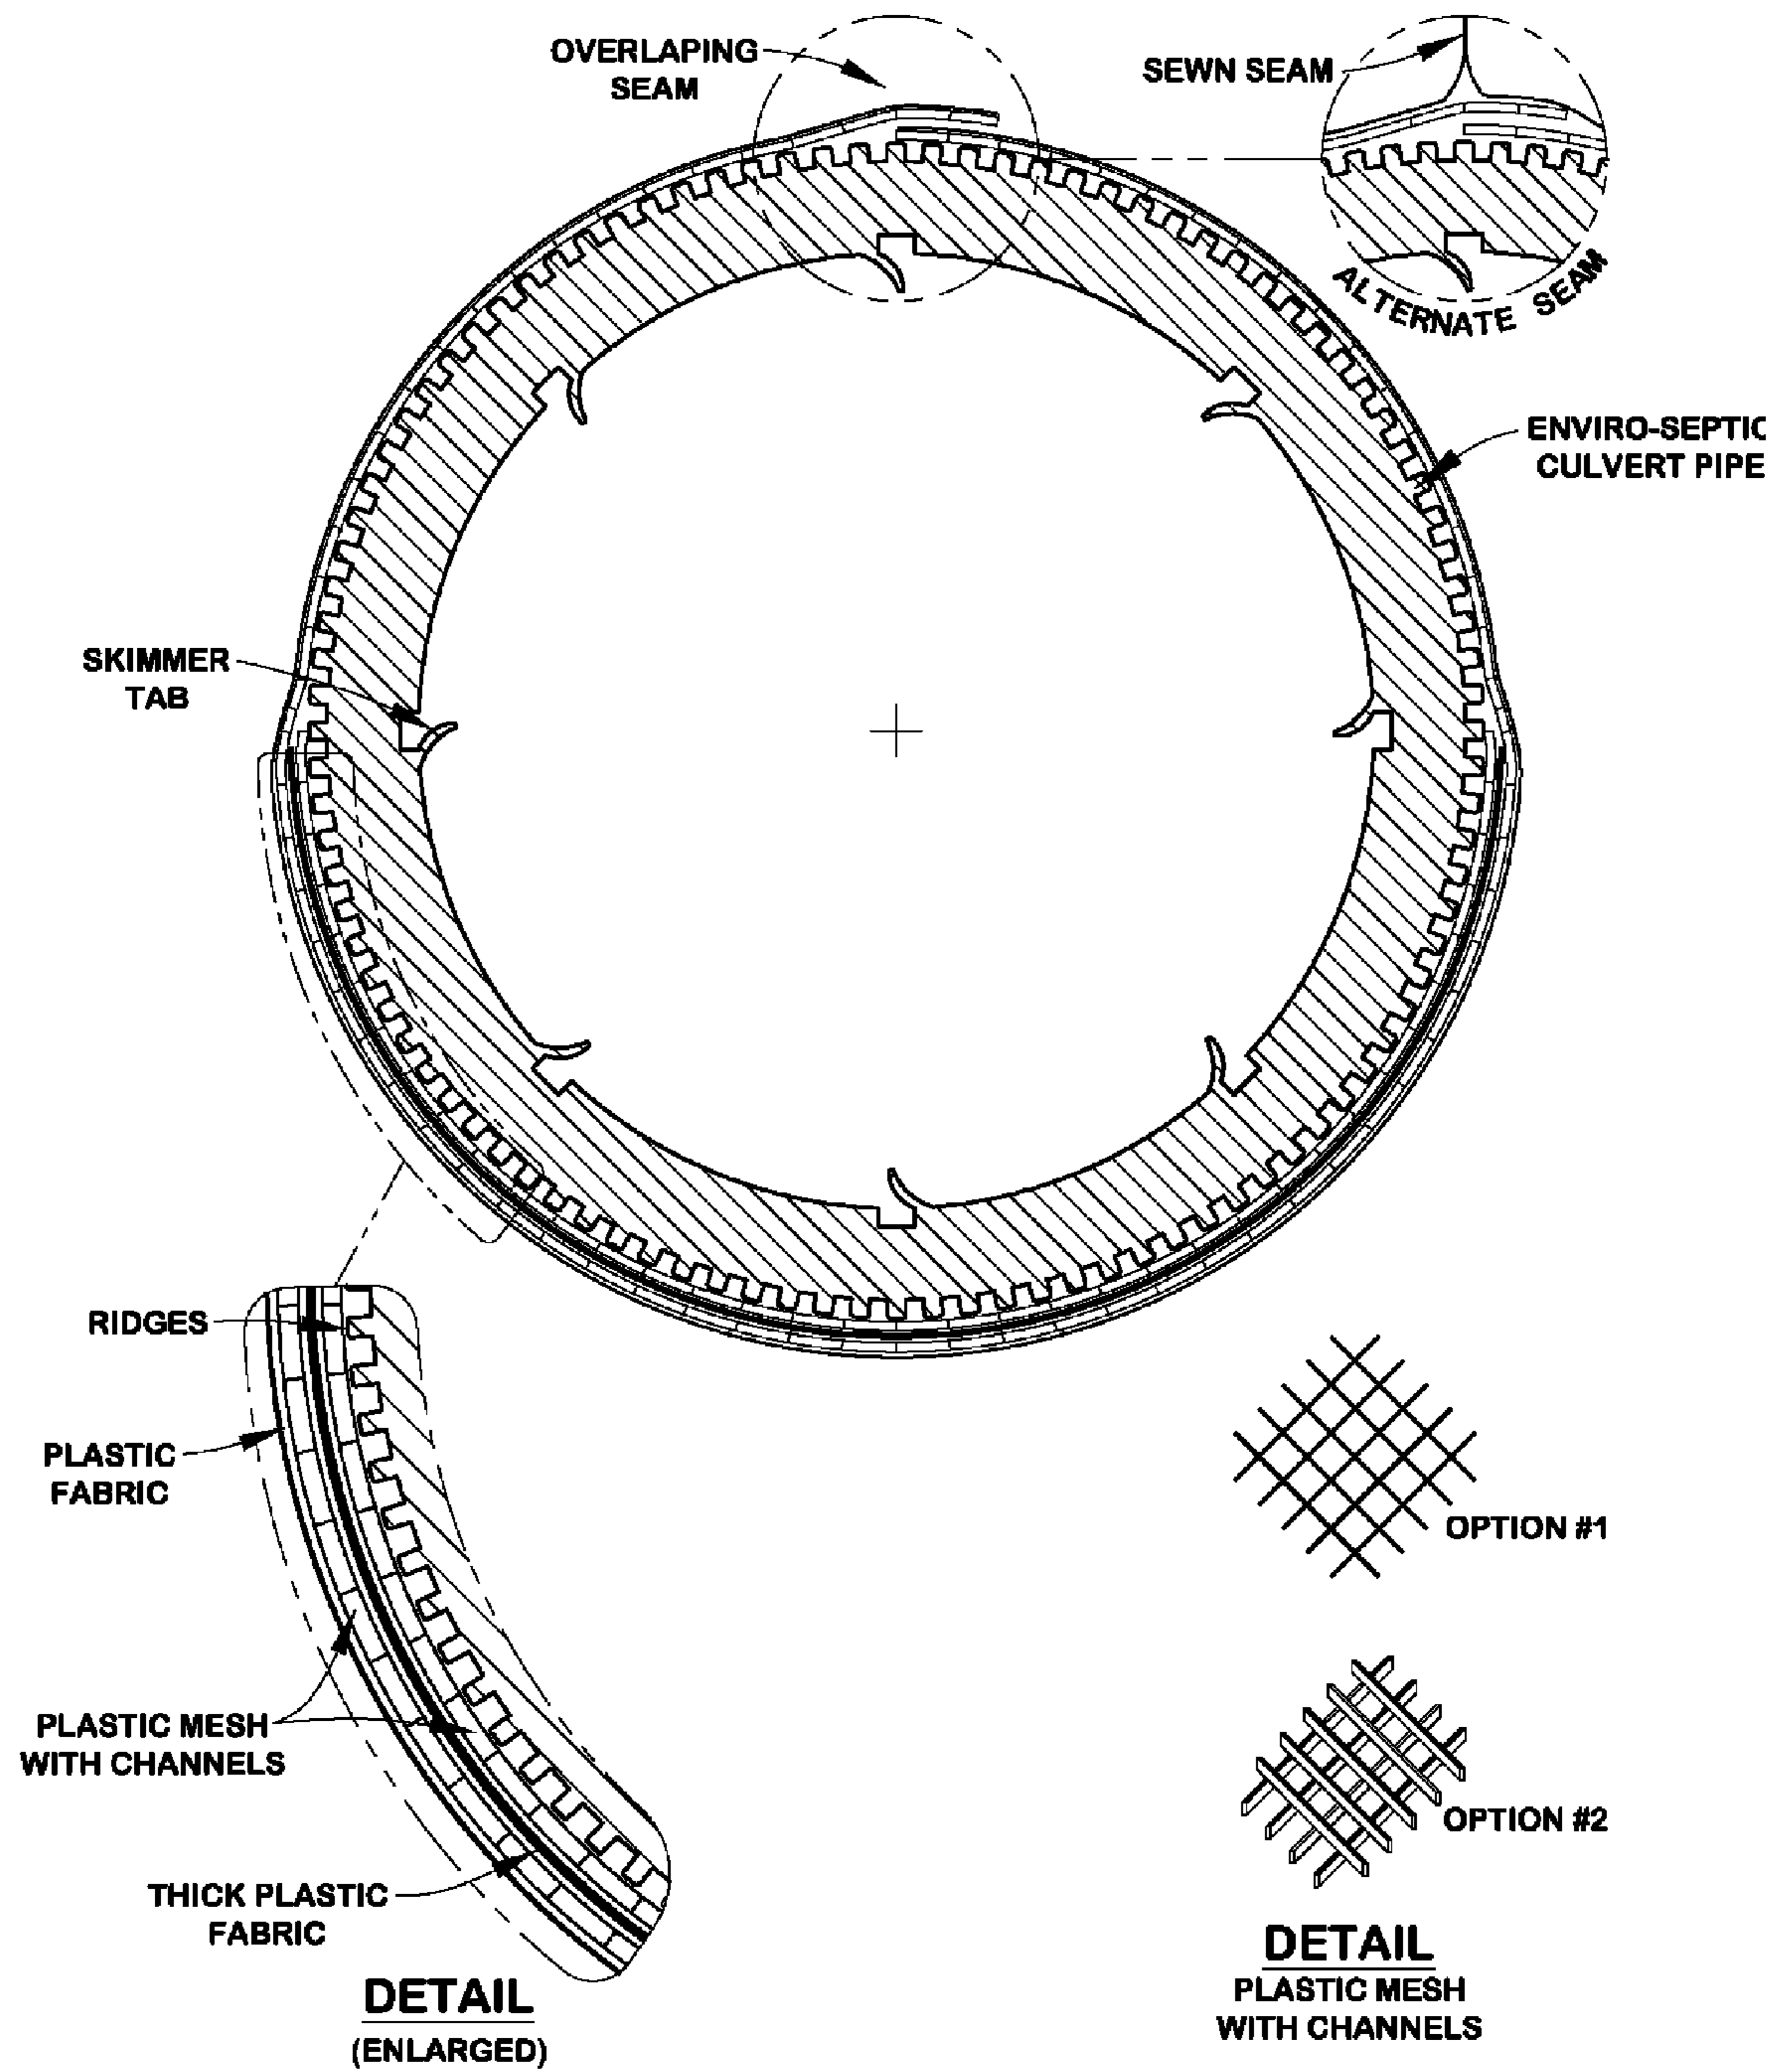 OVERLAPING
SEAM
SEWN SEAM
ALTERNATE SEAM
ENVIRO-SEPTIC
CULVERT PIPE
SKIMMER
TAB
RIDGES
PLASTIC
FABRIC
OPTION #1
PLASTIC MESH
WITH CHANNELS
OPTION #2
THICK PLASTIC
FABRIC
DETAIL
(ENLARGED)
DETAIL
PLASTIC MESH
WITH CHANNELS